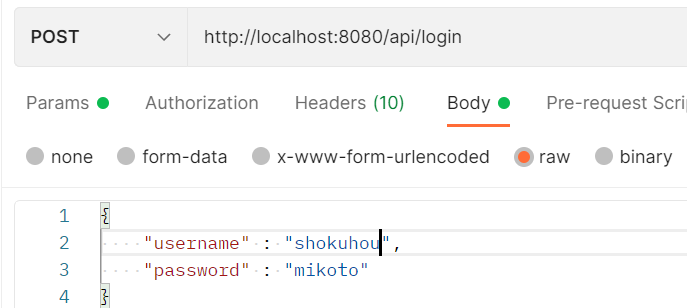 POST http://localhost:8080/api/login
Params Authorization Headers (10) Body Pre-request Scri
none form-data x-www-form-urlencoded raw binary
1 {
2 "username" : "shokuhou",
3 "password" : "mikoto"
4 }